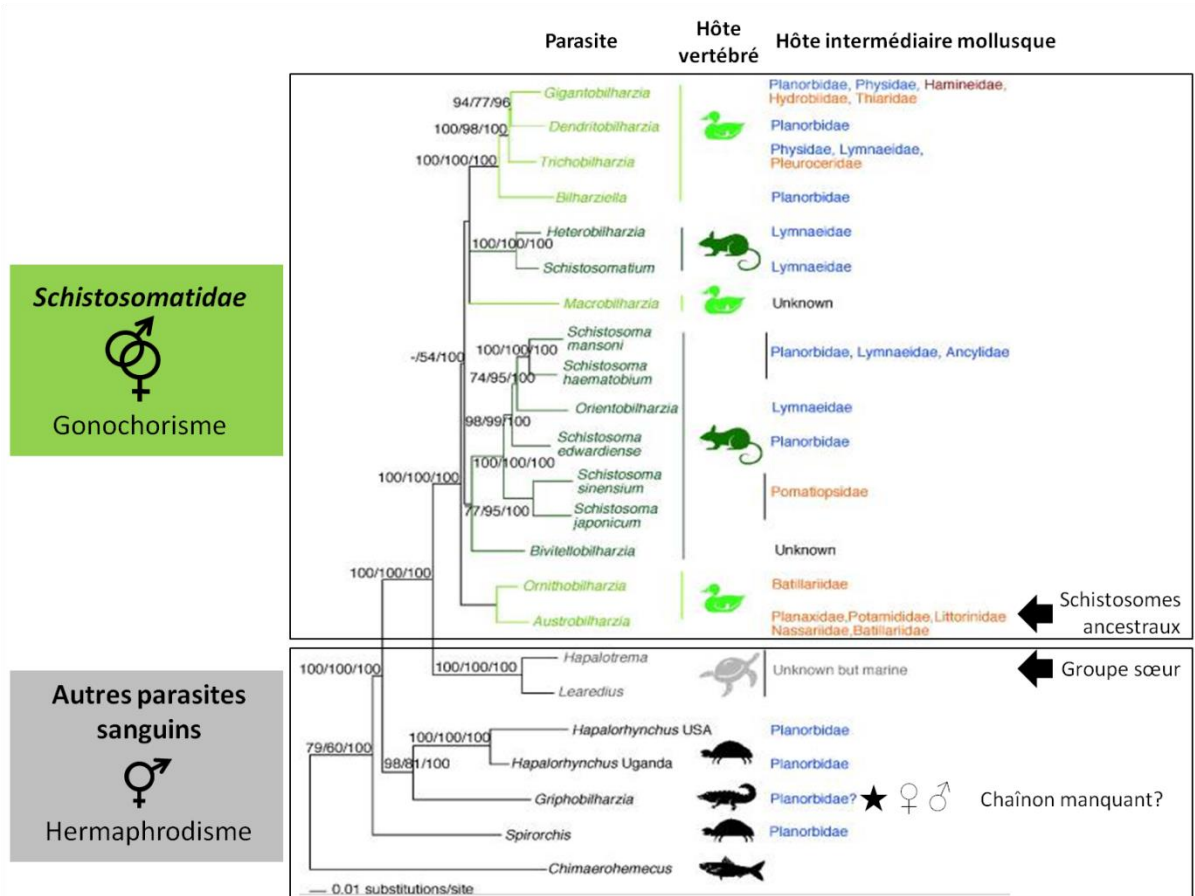 Parasite
Hôte
vertébré
Hôte intermédiaire mollusque
Schistosomatidae
Gonochorisme
Gigantobilharzia
Planorbidae, Physidae, Hamineidae,
Hydrobiidae, Thiaridae
94/77/96
Dendritobilharzia
Planorbidae
100/98/100
Trichobilharzia
Physidae, Lymnaeidae,
Pleuroceridae
100/100/100
Bilharziella
Planorbidae
Heterobilharzia
Lymnaeidae
100/100/100
Schistosomatium
Lymnaeidae
Macrobilharzia
Unknown
-/54/100
Schistosoma
mansoni
100/100/100
Planorbidae, Lymnaeidae, Ancylidae
Schistosoma
haematobium
74/95/100
Orientobilharzia
Lymnaeidae
98/99/100
Schistosoma
edwardiense
Planorbidae
100/100/100
100/100/100
Schistosoma
sinensium
Pomatiopsidae
77/95/100
Schistosoma
japonicum
Bivitellobilharzia
Unknown
100/100/100
Ornithobilharzia
Batillariidae
Austrobilharzia
Planaxidae,Potamididae,Littorinidae
Nassariidae,Batillariidae
Schistosomes
ancestraux
Autres parasites
sanguins
Hermaphrodisme
100/100/100
100/100/100
Hapalotrema
Unknown but marine
Groupe sœur
Learedius
100/100/100
Hapalorhynchus USA
Planorbidae
79/60/100
98/81/100
Hapalorhynchus Uganda
Planorbidae
Griphobilharzia
Planorbidae? ★ ♀ ♂
Chaînon manquant?
Spirorchis
Planorbidae
Chimaerohemecus
0.01 substitutions/site